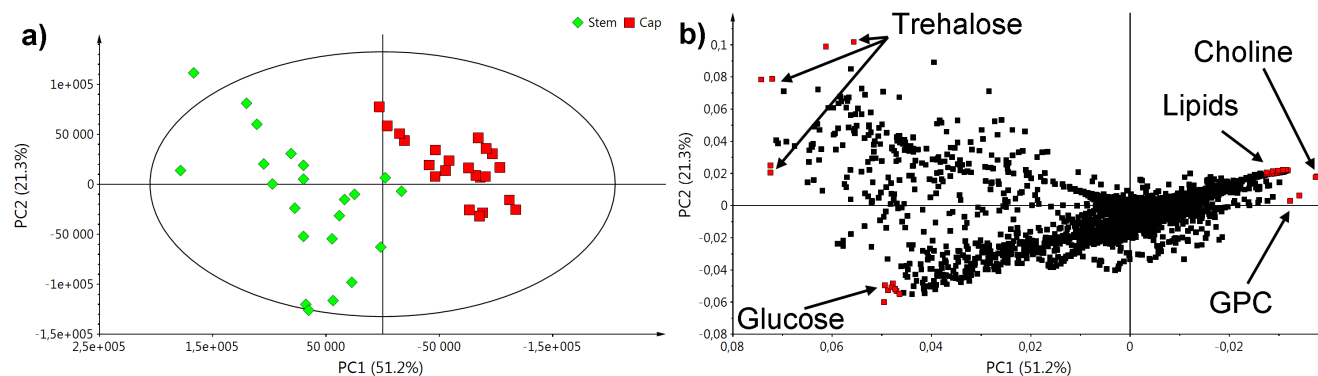 a)
Stem Cap
1e+005
50 000
0
-50 000
-1e+005
-1,5e+005
2,5e+005 1,5e+005 50 000 -50 000 -1,5e+005
PC2 (21.3%)
PC1 (51.2%)
b)
Trehalose
Choline
Lipids
GPC
Glucose
0,1
0,08
0,06
0,04
0,02
0
-0,02
-0,04
-0,06
-0,08
0,08 0,06 0,04 0,02 0 -0,02
PC2 (21.3%)
PC1 (51.2%)